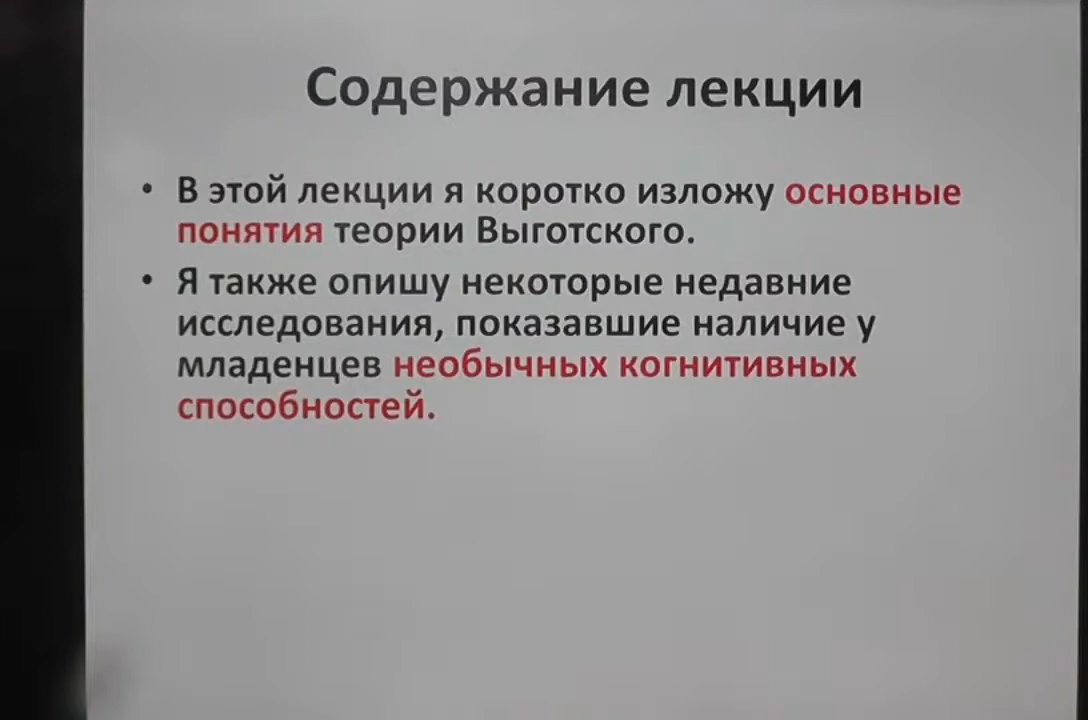 Содержание лекции
• В этой лекции я коротко изложу основные
понятия теории Выготского.
• Я также опишу некоторые недавние
исследования, показавшие наличие у
младенцев необычных когнитивных
способностей.